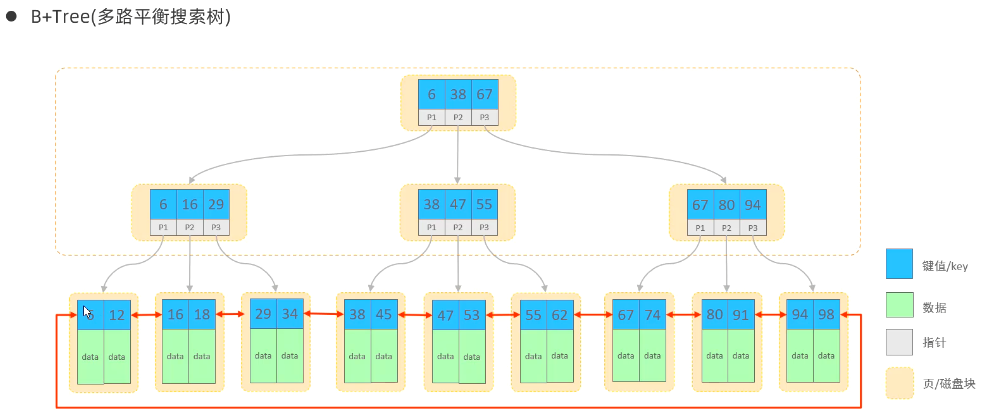 ● B+Tree(多路平衡搜索树)
6 38 67
P1 P2 P3
6 16 29
P1 P2 P3
38 47 55
P1 P2 P3
67 80 94
P1 P2 P3
12
data data
16 18
data data
29 34
data data
38 45
data data
47 53
data data
55 62
data data
67 74
data data
80 91
data data
94 98
data data
键值/key
数据
指针
页/磁盘块